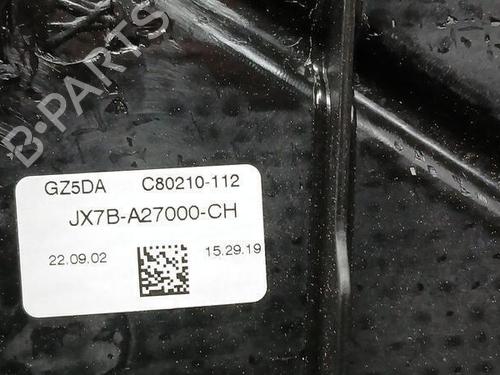 B-PARTS
GZ5DA C80210-112
JX7B-A27000-CH
22.09.02 15.29.19